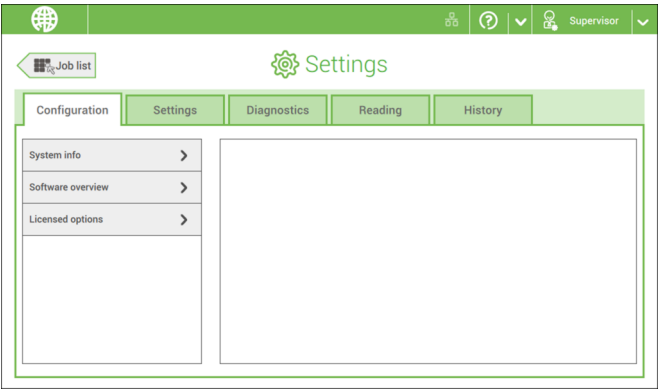 Supervisor
Job list
Settings
Configuration
Settings
Diagnostics
Reading
History
System info
Software overview
Licensed options